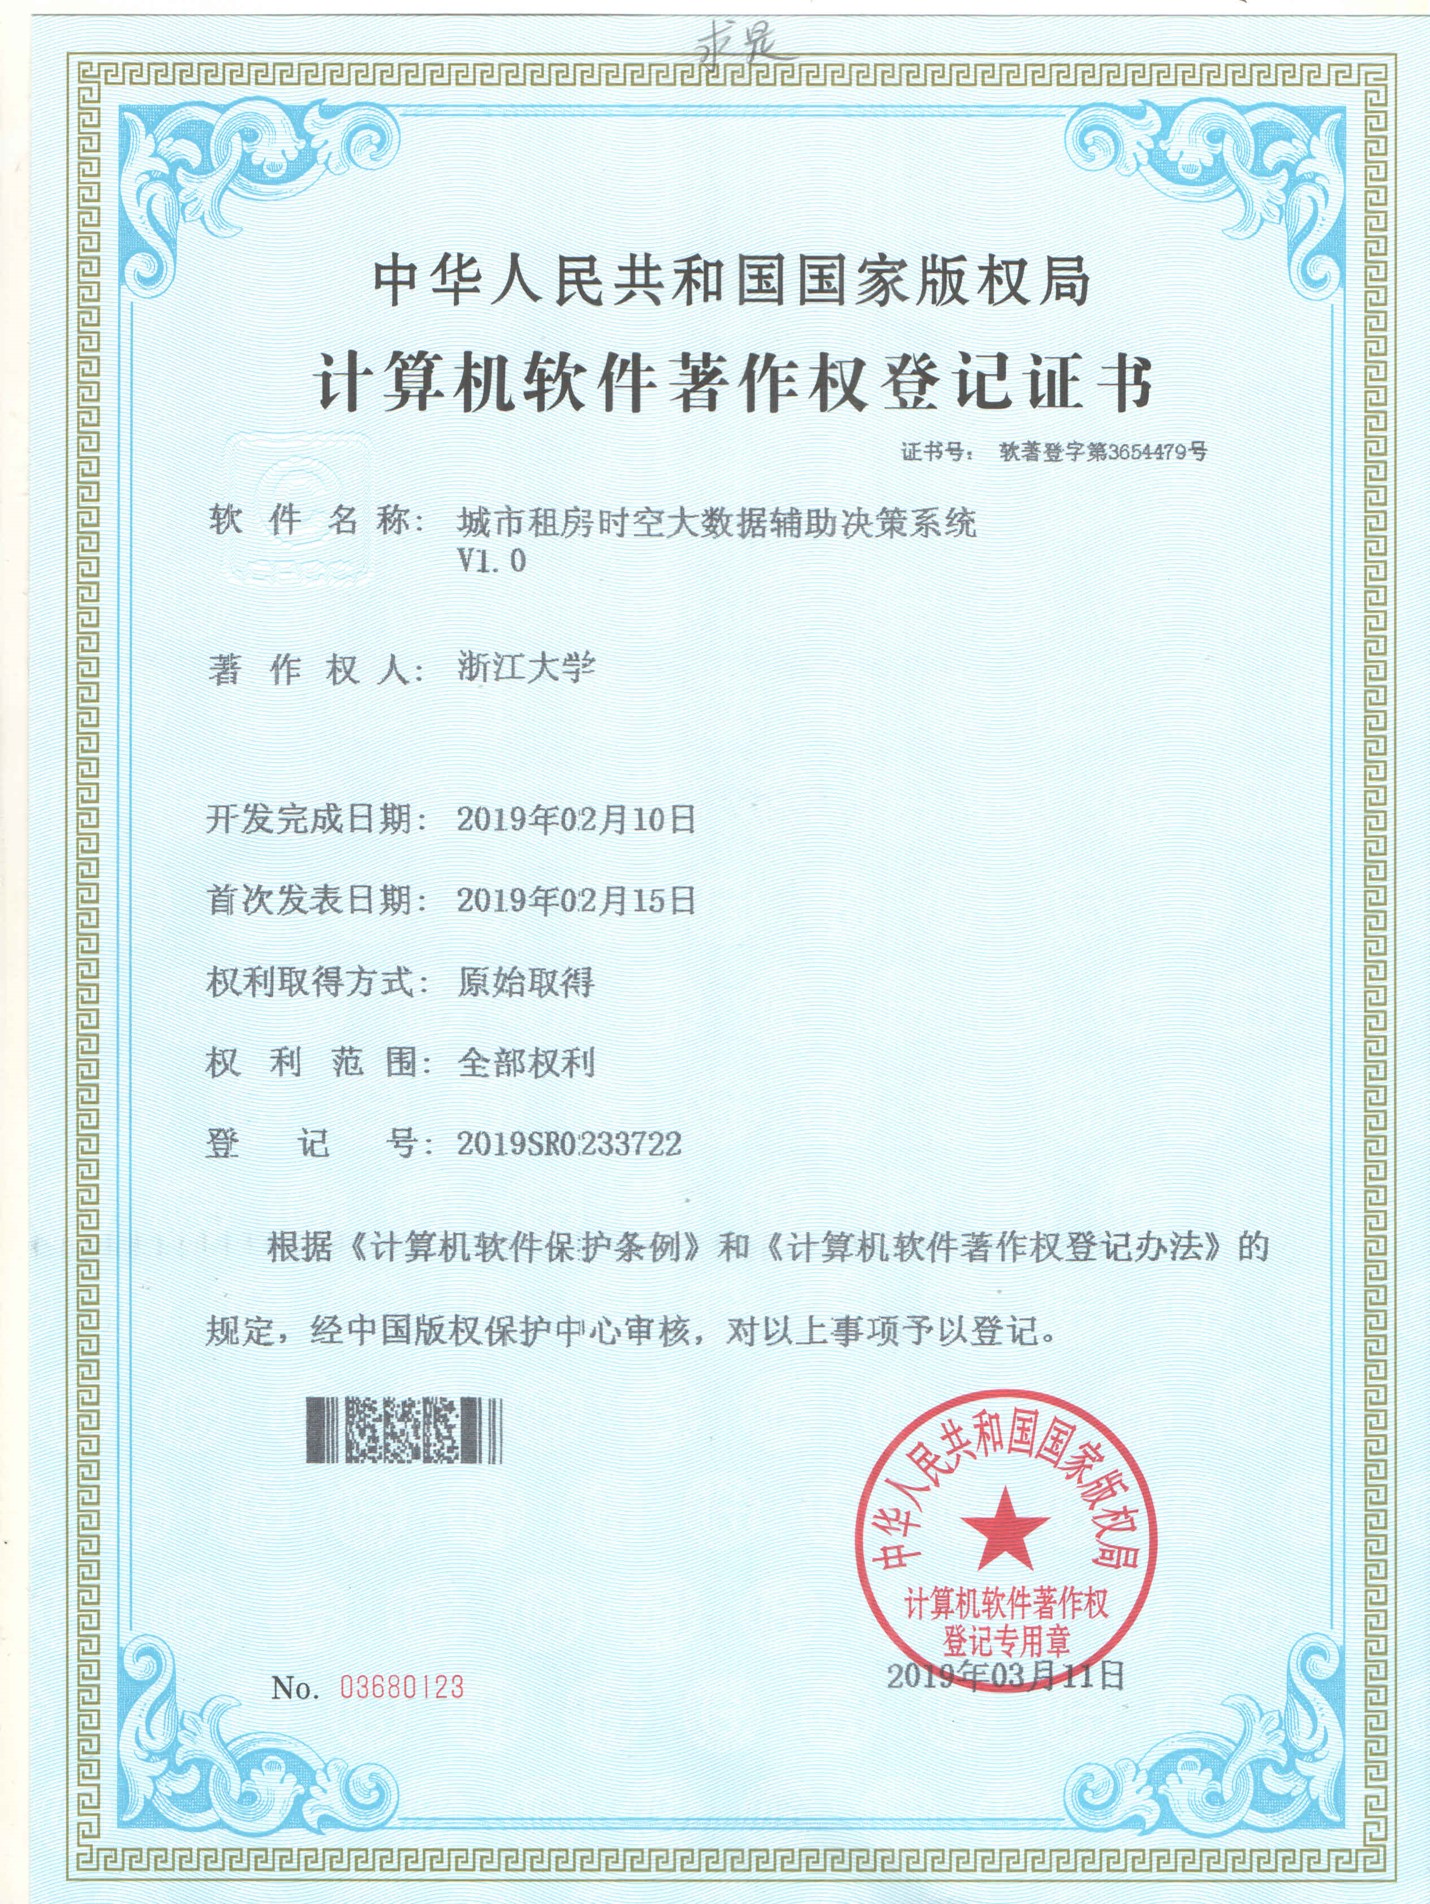 求是
中华人民共和国国家版权局
计算机软件著作权登记证书
证书号： 软著登字第3654479号
软件名称： 城市租房时空大数据辅助决策系统
V1.0
著作权人： 浙江大学
开发完成日期： 2019年02月10日
首次发表日期： 2019年02月15日
权利取得方式： 原始取得
权利范围： 全部权利
登记号： 2019SR0233722
根据《计算机软件保护条例》和《计算机软件著作权登记办法》的
规定，经中国版权保护中心审核，对以上事项予以登记。
中华人民共和国国家版权局
计算机软件著作权
登记专用章
2019年03月11日
No. 03680123